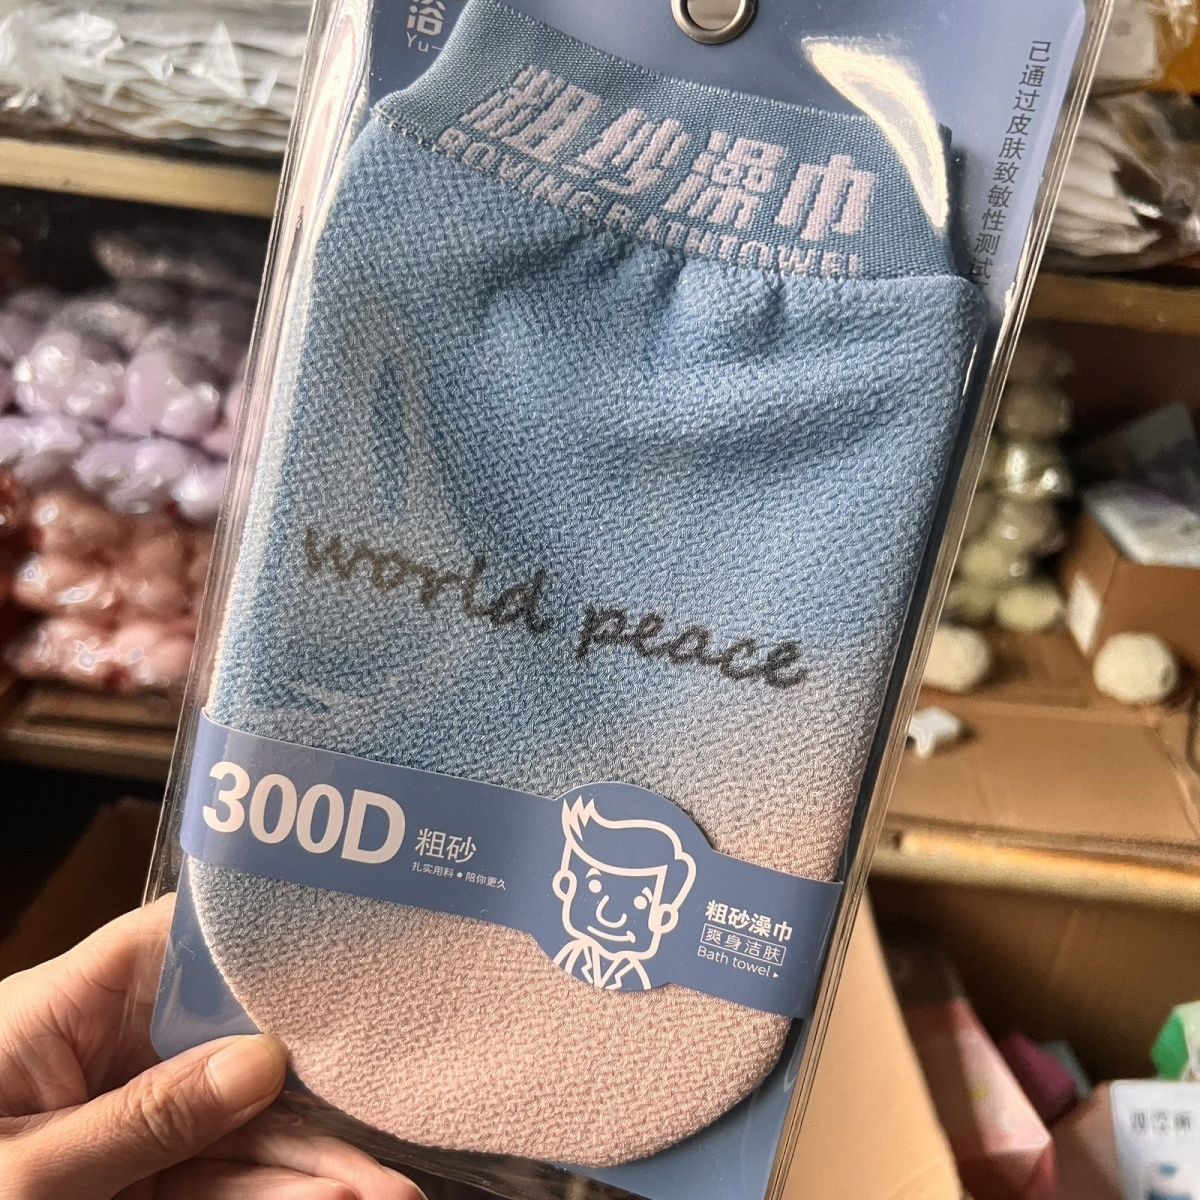 浴
Yu-
已通过皮肤致敏性测试
粗砂澡巾
ROVING BATH TOWEL
world peace
300D 粗砂
扎实用料•陪你更久
粗砂澡巾
爽身洁肤
Bath towel